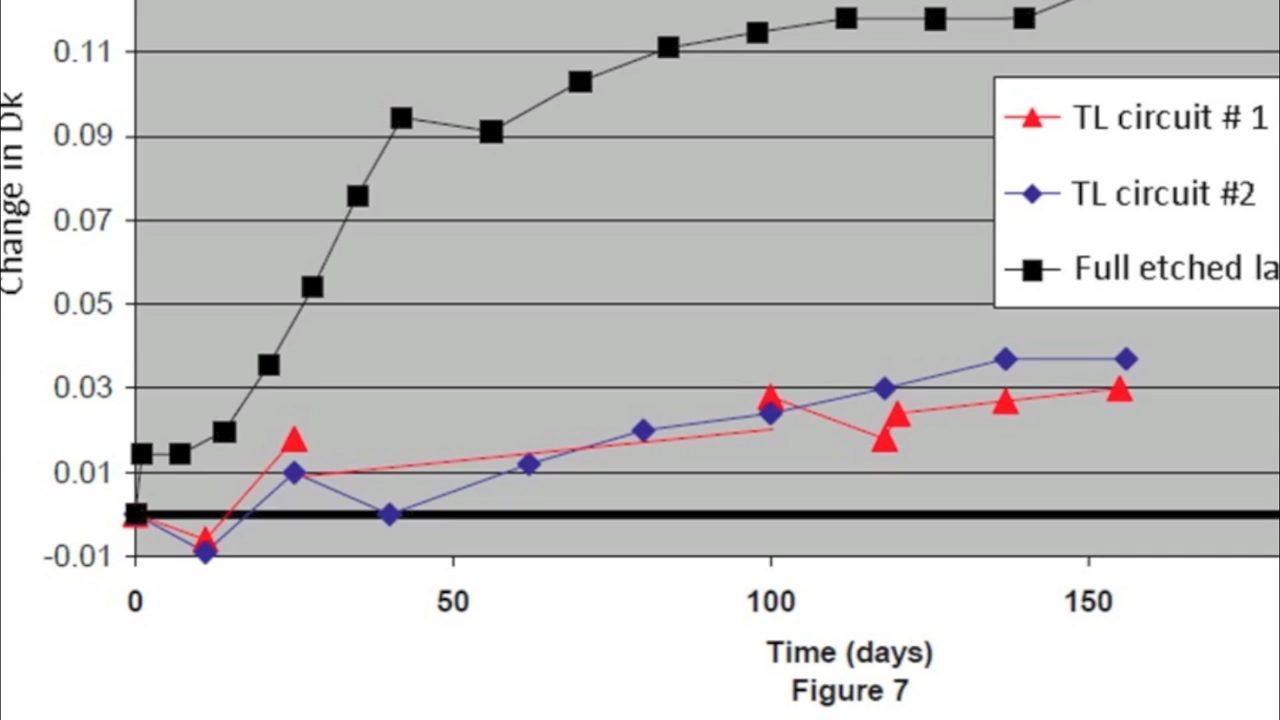 0.11
0.09
0.07
0.05
0.03
0.01
-0.01
Change in Dk
TL circuit # 1
TL circuit #2
Full etched la
0 50 100 150
Time (days)
Figure 7